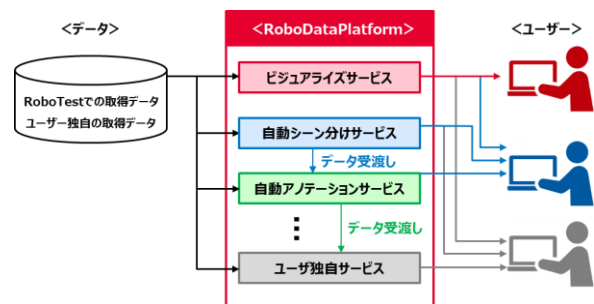 ＜データ＞
＜RoboDataPlatform＞
＜ユーザー＞
RoboTestでの取得データ
ユーザー独自の取得データ
ビジュアライズサービス
自動シーン分けサービス
データ受渡し
自動アノテーションサービス
データ受渡し
ユーザ独自サービス